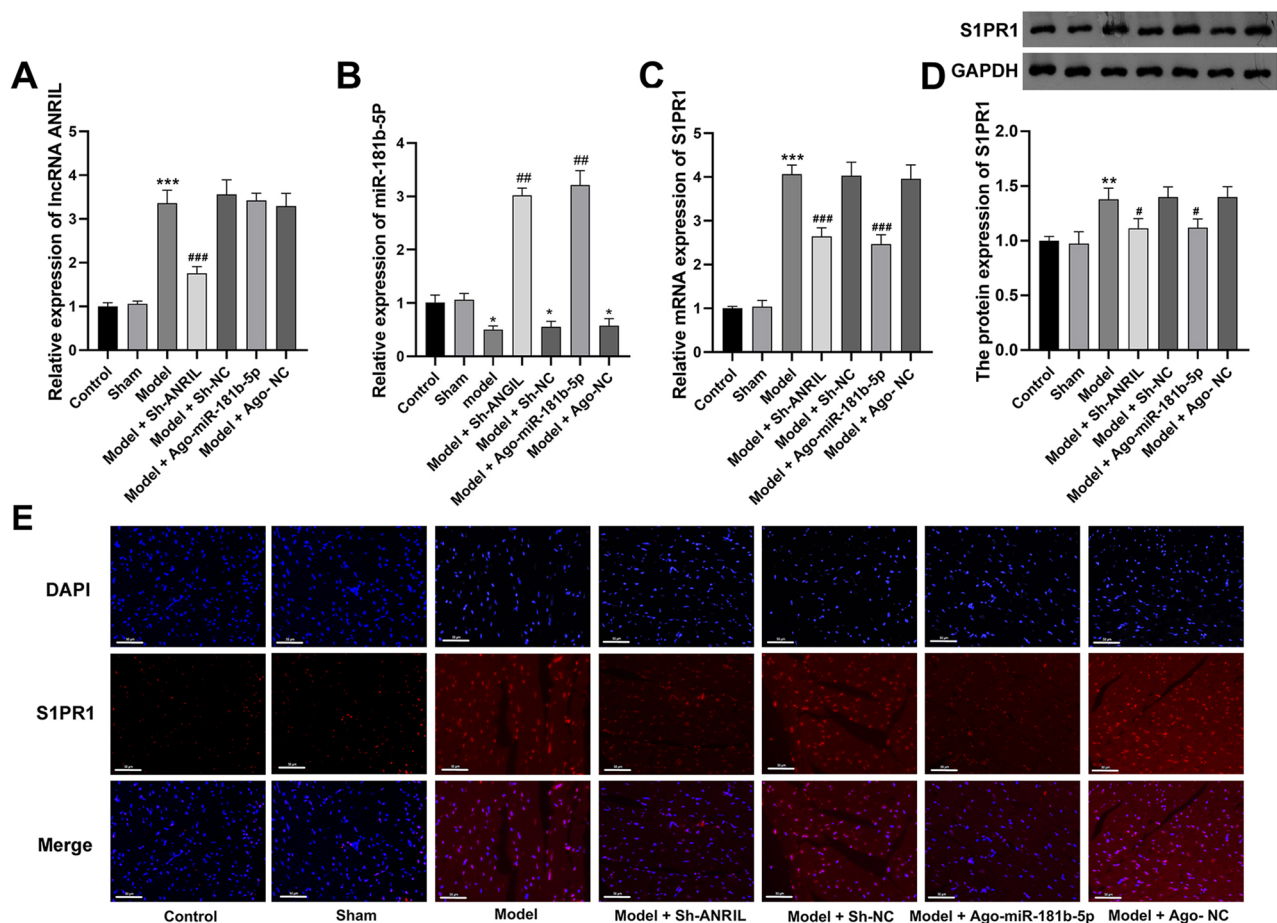 S1PR1
GAPDH
A
B
C
D
Relative expression of lncRNA ANRIL
5
4
3
2
1
0
***
###
Control
Sham
Model
Model + Sh-ANRIL
Model + Sh-NC
Model + Ago-miR-181b-5p
Model + Ago-NC
Relative expression of miR-181b-5P
4
3
2
1
0
*
##
*
##
*
Control
Sham
model
Model + Sh-ANGIL
Model + Sh-NC
Model + Ago-miR-181b-5p
Model + Ago-NC
Relative mRNA expression of S1PR1
5
4
3
2
1
0
***
###
###
Control
Sham
Model
Model + Sh-ANRIL
Model + Sh-NC
Model + Ago-miR-181b-5p
Model + Ago- NC
The protein expression of S1PR1
2.0
1.5
1.0
0.5
0.0
**
#
#
Control
Sham
Model
Model + Sh-ANRIL
Model + Sh-NC
Model + Ago-miR-181b-5p
Model + Ago- NC
E
DAPI
S1PR1
Merge
Control
Sham
Model
Model + Sh-ANRIL
Model + Sh-NC
Model + Ago-miR-181b-5p
Model + Ago- NC